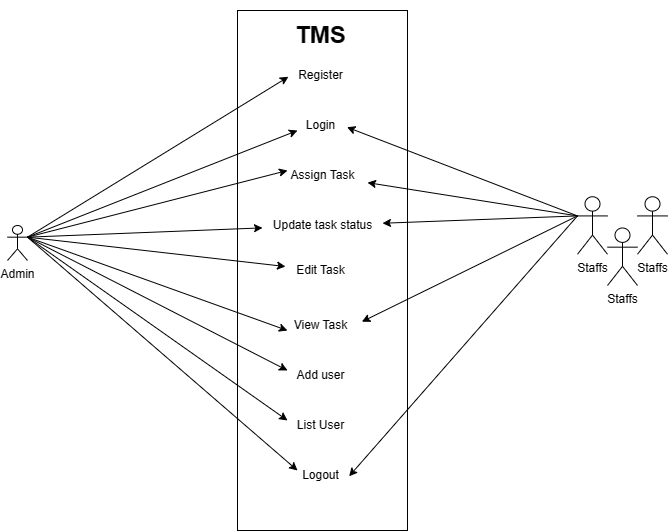 TMS
Register
Login
Assign Task
Update task status
Edit Task
View Task
Add user
List User
Logout
Admin
Staffs
Staffs
Staffs